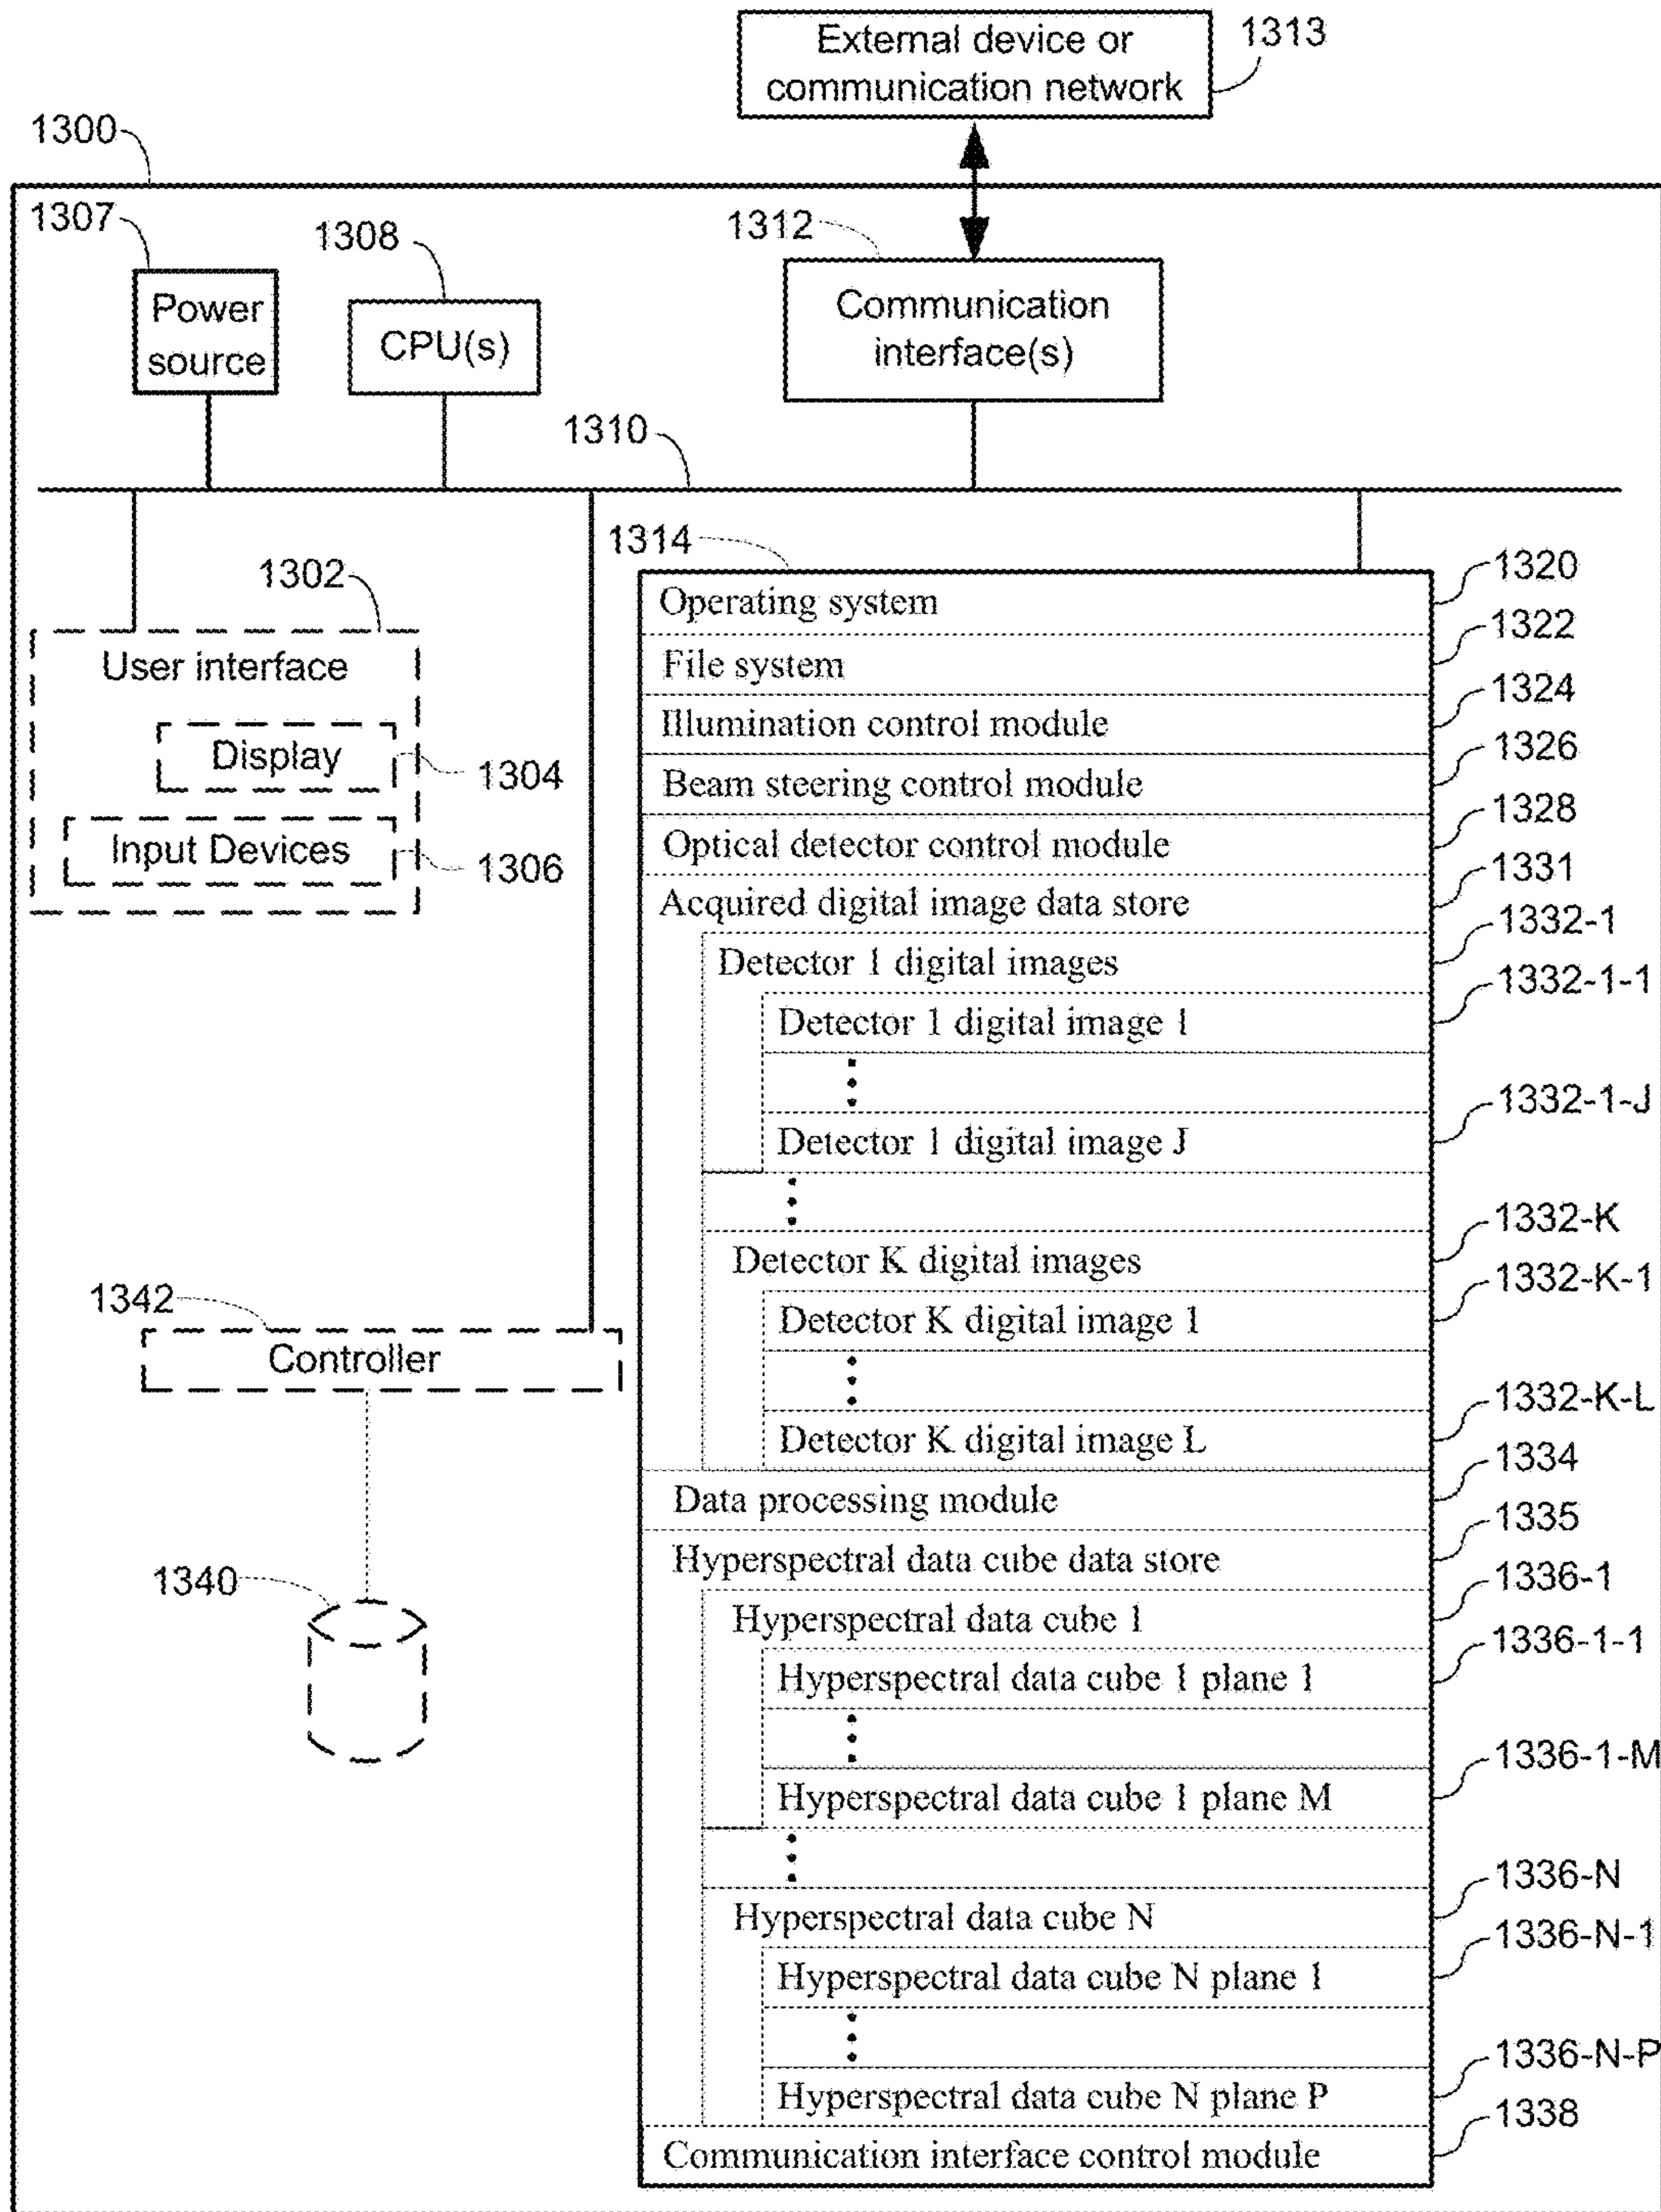 External device or
communication network
1313
1300
1307
1308
1312
Power
source
CPU(s)
Communication
interface(s)
1310
1314
1302
User interface
Display
1304
Input Devices
1306
Operating system
1320
File system
1322
Illumination control module
1324
Beam steering control module
1326
Optical detector control module
1328
Acquired digital image data store
1331
Detector 1 digital images
1332-1
Detector 1 digital image 1
1332-1-1
Detector 1 digital image J
1332-1-J
Detector K digital images
1332-K
Detector K digital image 1
1332-K-1
Detector K digital image L
1332-K-L
1342
Controller
1340
Data processing module
1334
Hyperspectral data cube data store
1335
Hyperspectral data cube 1
1336-1
Hyperspectral data cube 1 plane 1
1336-1-1
Hyperspectral data cube 1 plane M
1336-1-M
Hyperspectral data cube N
1336-N
Hyperspectral data cube N plane 1
1336-N-1
Hyperspectral data cube N plane P
1336-N-P
Communication interface control module
1338